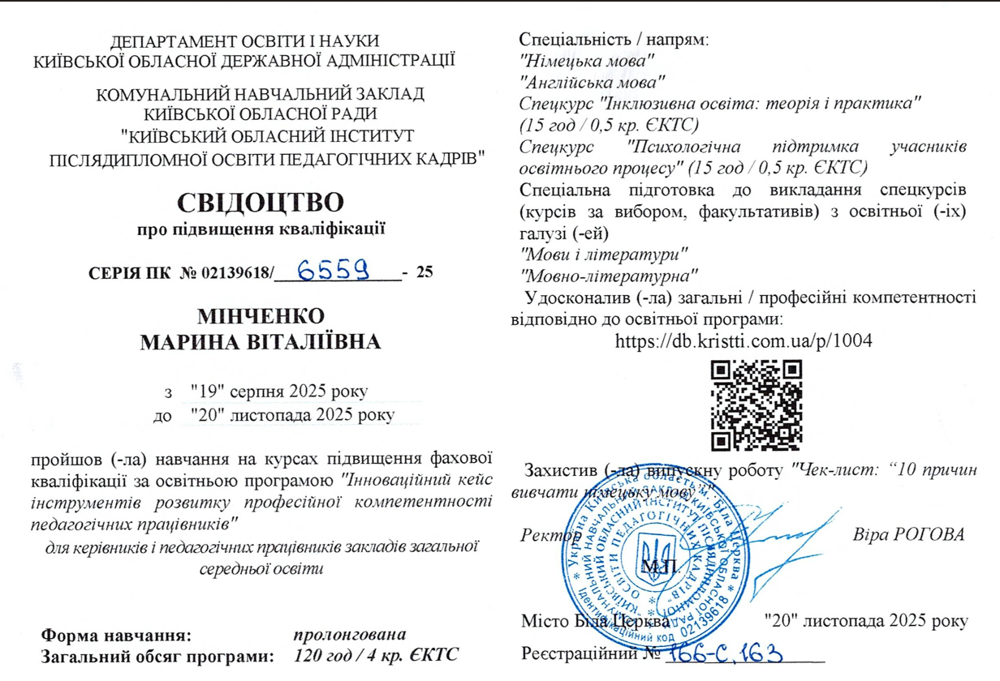 ДЕПАРТАМЕНТ ОСВІТИ І НАУКИ
КИЇВСЬКОЇ ОБЛАСНОЇ ДЕРЖАВНОЇ АДМІНІСТРАЦІЇ
КОМУНАЛЬНИЙ НАВЧАЛЬНИЙ ЗАКЛАД
КИЇВСЬКОЇ ОБЛАСНОЇ РАДИ
"КИЇВСЬКИЙ ОБЛАСНИЙ ІНСТИТУТ
ПІСЛЯДИПЛОМНОЇ ОСВІТИ ПЕДАГОГІЧНИХ КАДРІВ"
СВІДОЦТВО
про підвищення кваліфікації
СЕРІЯ ПК № 02139618/ 6559 - 25
МІНЧЕНКО
МАРИНА ВІТАЛІЇВНА
з "19" серпня 2025 року
до "20" листопада 2025 року
пройшов (-ла) навчання на курсах підвищення фахової
кваліфікації за освітньою програмою "Інноваційний кейс
інструментів розвитку професійної компетентності
педагогічних працівників"
для керівників і педагогічних працівників закладів загальної
середньої освіти
Форма навчання: пролонгована
Загальний обсяг програми: 120 год / 4 кр. ЄКТС
Спеціальність / напрям:
"Німецька мова"
"Англійська мова"
Спецкурс "Інклюзивна освіта: теорія і практика"
(15 год / 0,5 кр. ЄКТС)
Спецкурс "Психологічна підтримка учасників
освітнього процесу" (15 год / 0,5 кр. ЄКТС)
Спеціальна підготовка до викладання спецкурсів
(курсів за вибором, факультативів) з освітньої (-іх)
галузі (-ей)
"Мови і літератури"
"Мовно-літературна"
Удосконалив (-ла) загальні / професійні компетентності
відповідно до освітньої програми:
https://db.kristti.com.ua/p/1004
Захистив (-ла) випускну роботу "Чек-лист: “10 причин
вивчати німецьку мову”"
Ректор Віра РОГОВА
М.П.
Україна Київська область м. Біла Церква
Ідентифікаційний код 02139618
КОМУНАЛЬНИЙ НАВЧАЛЬНИЙ ЗАКЛАД КИЇВСЬКОЇ ОБЛАСНОЇ РАДИ
"КИЇВСЬКИЙ ОБЛАСНИЙ ІНСТИТУТ ПІСЛЯДИПЛОМНОЇ
ОСВІТИ ПЕДАГОГІЧНИХ КАДРІВ"
Місто Біла Церква "20" листопада 2025 року
Реєстраційний № 166-С, 163